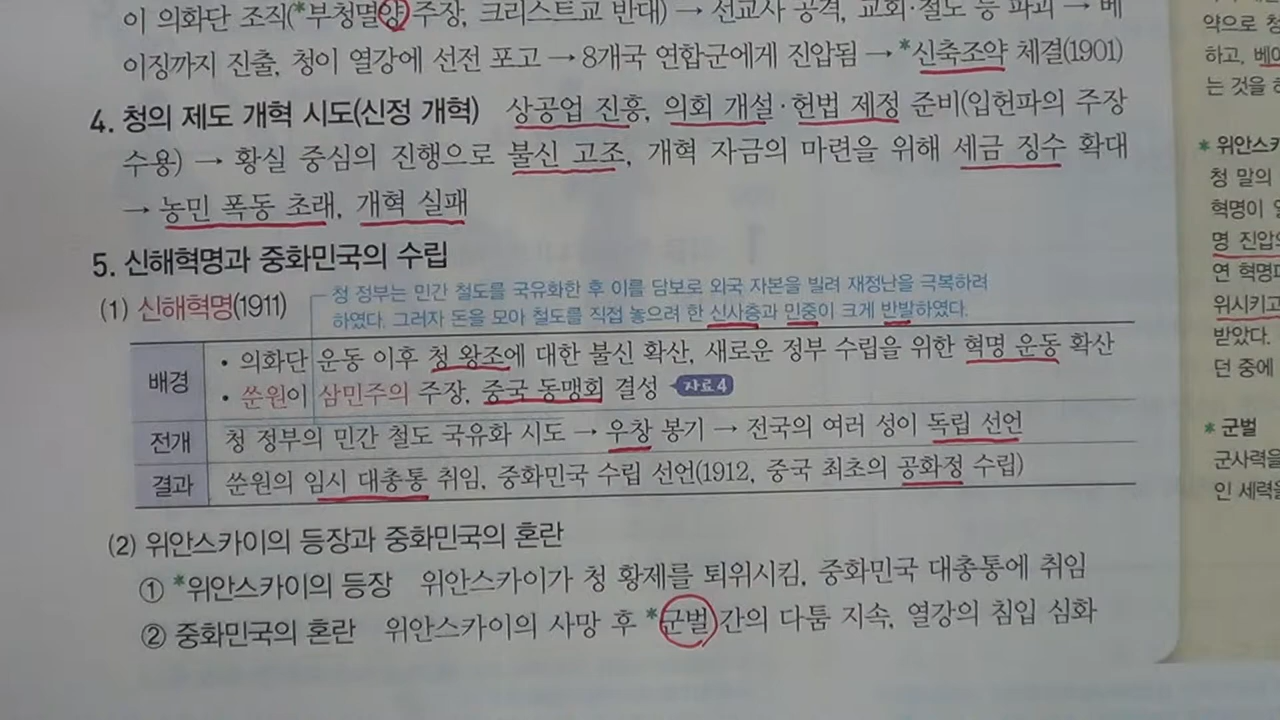 이 의화단 조직(*부청멸양 주장, 크리스트교 반대) → 선교사 공격, 교회·철도 등 파괴 → 베
이징까지 진출, 청이 열강에 선전 포고 → 8개국 연합군에게 진압됨 → *신축조약 체결(1901)
4. 청의 제도 개혁 시도(신정 개혁) 상공업 진흥, 의회 개설·헌법 제정 준비(입헌파의 주장
수용) → 황실 중심의 진행으로 불신 고조, 개혁 자금의 마련을 위해 세금 징수 확대
→ 농민 폭동 초래, 개혁 실패
5. 신해혁명과 중화민국의 수립
(1) 신해혁명(1911)
청 정부는 민간 철도를 국유화한 후 이를 담보로 외국 자본을 빌려 재정난을 극복하려
하였다. 그러자 돈을 모아 철도를 직접 놓으려 한 신사층과 민중이 크게 반발하였다.
배경
• 의화단 운동 이후 청 왕조에 대한 불신 확산, 새로운 정부 수립을 위한 혁명 운동 확산
• 쑨원이 삼민주의 주장, 중국 동맹회 결성 자료4
전개 청 정부의 민간 철도 국유화 시도 → 우창 봉기 → 전국의 여러 성이 독립 선언
결과 쑨원의 임시 대총통 취임, 중화민국 수립 선언(1912, 중국 최초의 공화정 수립)
(2) 위안스카이의 등장과 중화민국의 혼란
① *위안스카이의 등장 위안스카이가 청 황제를 퇴위시킴, 중화민국 대총통에 취임
② 중화민국의 혼란 위안스카이의 사망 후 *군벌 간의 다툼 지속, 열강의 침입 심화
약으로 청
하고, 베이
는 것을
* 위안스카
청 말의
혁명이
명 진압
연 혁명
위시키고
받았다.
던 중에
* 군벌
군사력을
인 세력을